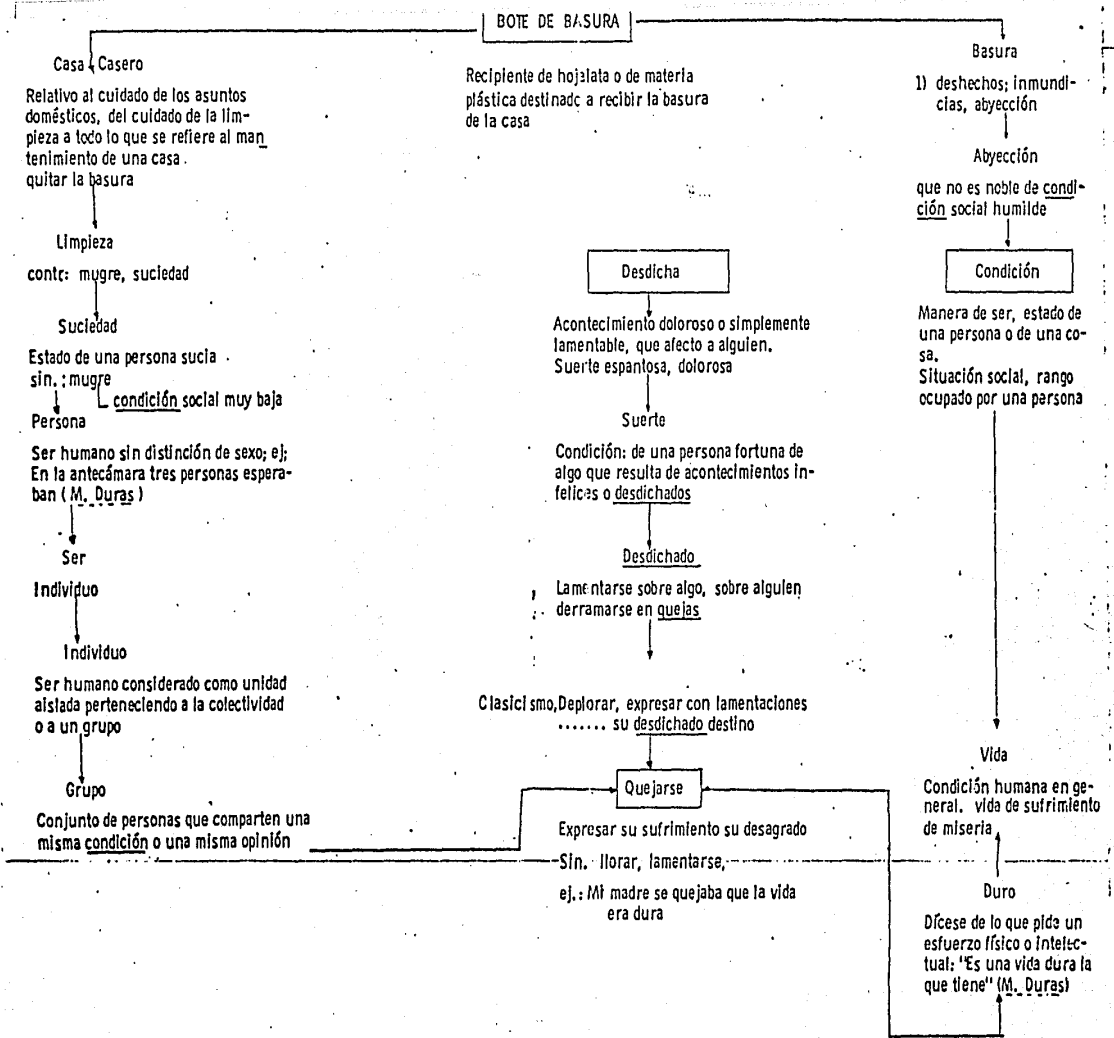 BOTE DE BASURA
Casa Casero
Relativo al cuidado de los asuntos
domésticos, del cuidado de la lim-
pieza a todo lo que se refiere al man
tenimiento de una casa.
quitar la basura
Limpieza
contr: mugre, suciedad
Suciedad
Estado de una persona sucia .
sin.: mugre
condición social muy baja
Persona
Ser humano sin distinción de sexo; ej;
En la antecámara tres personas espera-
ban (M. Duras)
Ser
Individuo
Individuo
Ser humano considerado como unidad
aislada perteneciendo a la colectividad
o a un grupo
Grupo
Conjunto de personas que comparten una
misma condición o una misma opinión
Recipiente de hojalata o de materia
plástica destinado a recibir la basura
de la casa
Desdicha
Acontecimiento doloroso o simplemente
lamentable, que afecto a alguien.
Suerte espantosa, dolorosa
Suerte
Condición: de una persona fortuna de
algo que resulta de acontecimientos in-
felices o desdichados
Desdichado
Lamentarse sobre algo, sobre alguien
derramarse en quejas
Clasicismo, Deplorar, expresar con lamentaciones
....... su desdichado destino
Quejarse
Expresar su sufrimiento su desagrado
Sin. llorar, lamentarse,
ej.: Mi madre se quejaba que la vida
era dura
Basura
1) deshechos; inmundi-
cias, abyección
Abyección
que no es noble de condi-
ción social humilde
Condición
Manera de ser, estado de
una persona o de una co-
sa.
Situación social, rango
ocupado por una persona
Vida
Condición humana en ge-
neral. vida de sufrimiento
de miseria
Duro
Dícese de lo que pide un
esfuerzo físico o intelec-
tual: "Es una vida dura la
que tiene" (M. Duras)